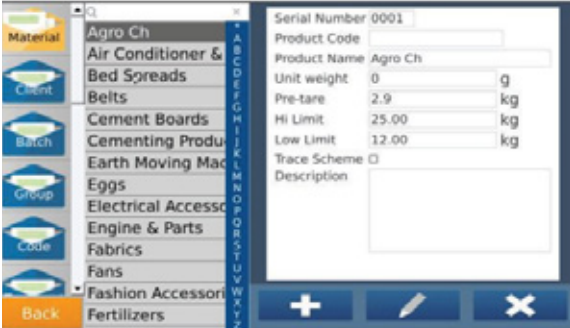 Material
Client
Batch
Group
Code
Back
Agro Ch
Air Conditioner &
Bed Spreads
Belts
Cement Boards
Cementing Produ
Earth Moving Mac
Eggs
Electrical Accesso
Engine & Parts
Fabrics
Fans
Fashion Accessori
Fertilizers
*
A
B
C
D
E
F
G
H
I
J
K
L
M
N
O
P
Q
R
S
T
U
V
W
X
Y
Z
Serial Number 0001
Product Code
Product Name Agro Ch
Unit weight 0 g
Pre-tare 2.9 kg
Hi Limit 25.00 kg
Low Limit 12.00 kg
Trace Scheme
Description